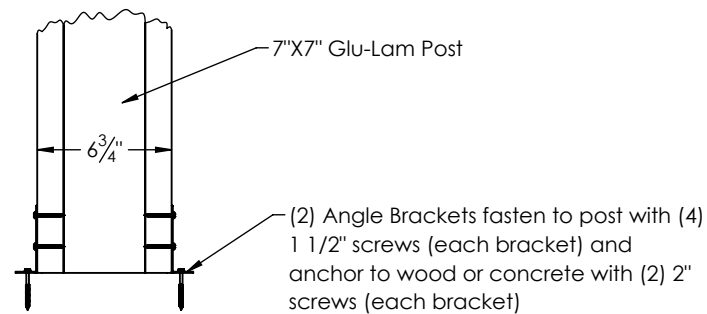 7"X7" Glu-Lam Post
6¾"
(2) Angle Brackets fasten to post with (4)
1 1/2" screws (each bracket) and
anchor to wood or concrete with (2) 2"
screws (each bracket)